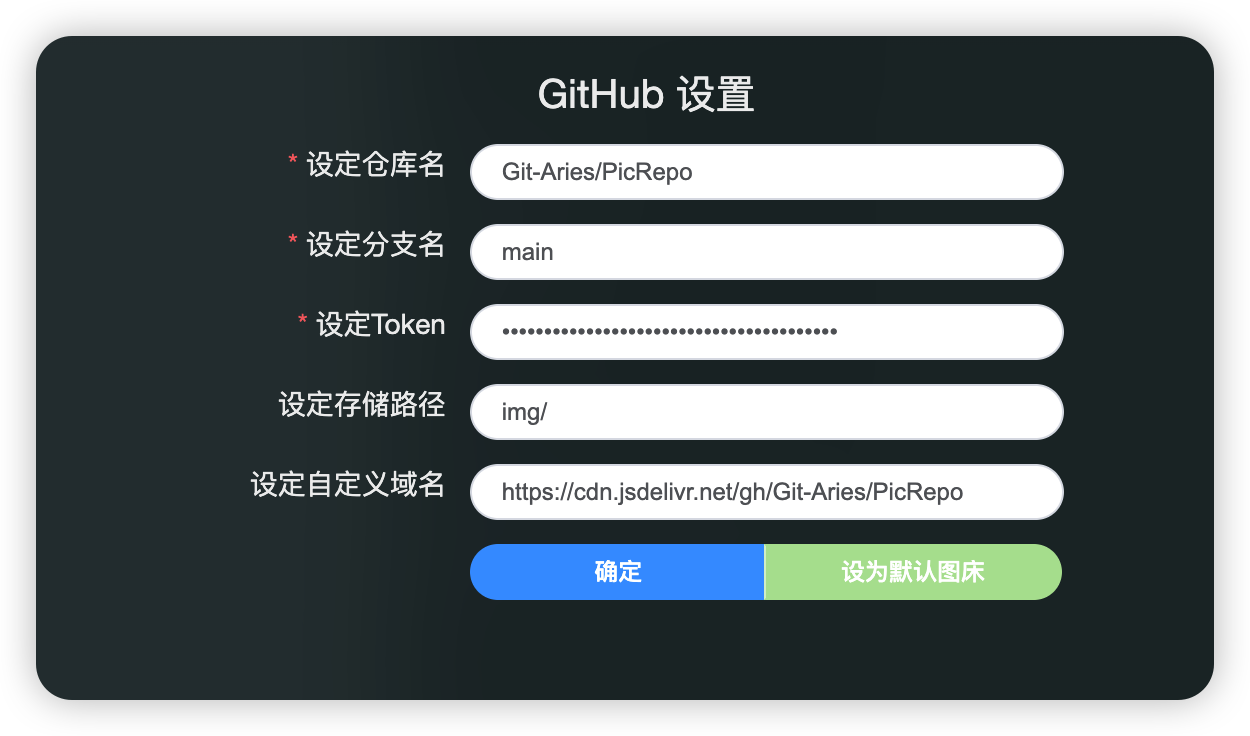 GitHub 设置
* 设定仓库名 Git-Aries/PicRepo
* 设定分支名 main
* 设定Token ••••••••••••••••••••••••••••••••••••••••
设定存储路径 img/
设定自定义域名 https://cdn.jsdelivr.net/gh/Git-Aries/PicRepo
确定 设为默认图床